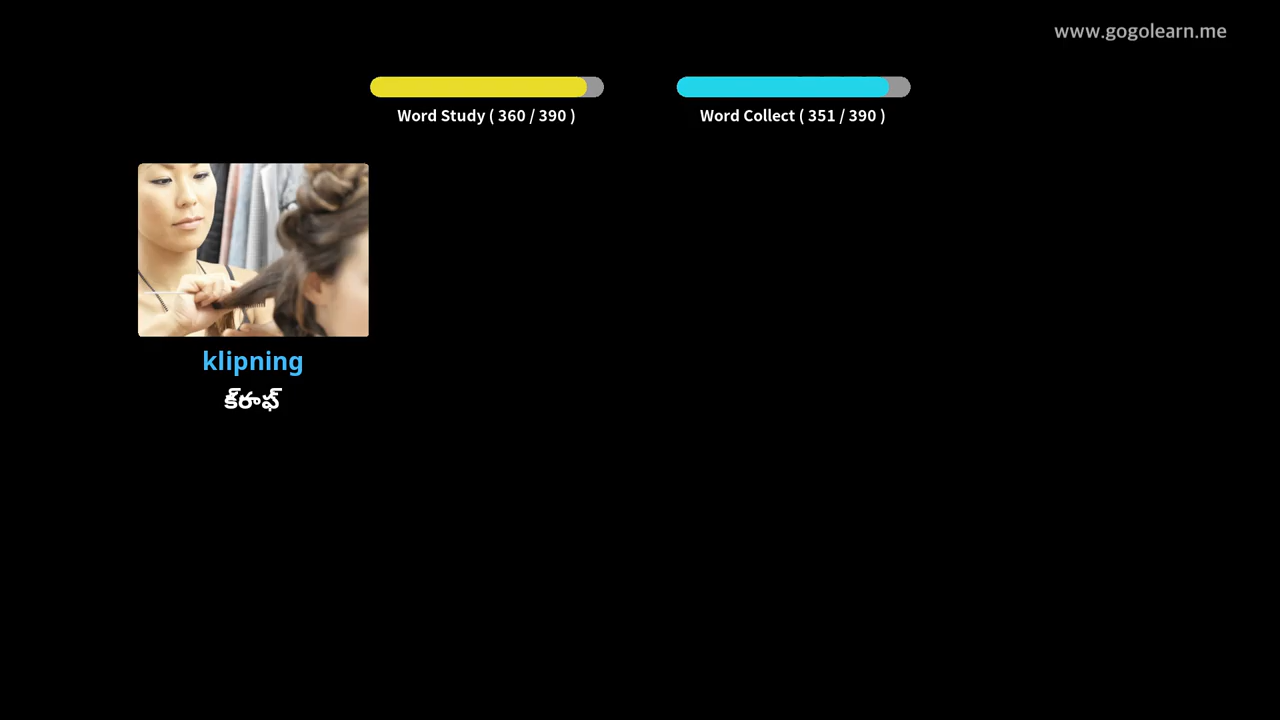 www.gogolearn.me
Word Study ( 360 / 390 )
Word Collect ( 351 / 390 )
klipning
క్‌రాఫ్